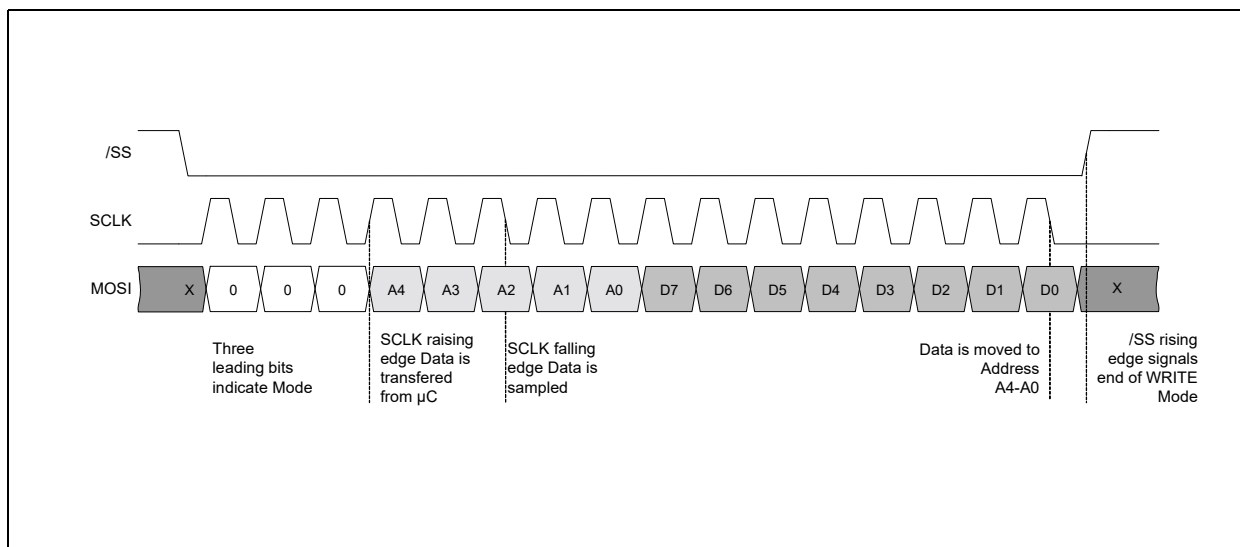 /SS
SCLK
MOSI X 0 0 0 A4 A3 A2 A1 A0 D7 D6 D5 D4 D3 D2 D1 D0 X
Three
leading bits
indicate Mode
SCLK raising
edge Data is
transfered
from µC
SCLK falling
edge Data is
sampled
Data is moved to
Address
A4-A0
/SS rising
edge signals
end of WRITE
Mode